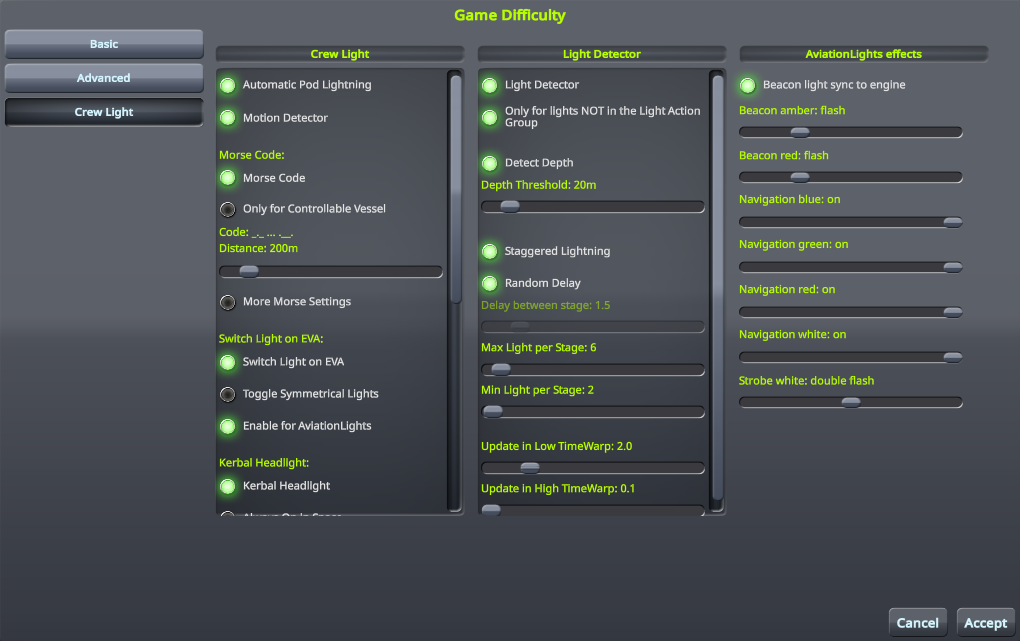 Game Difficulty
Basic
Advanced
Crew Light
Crew Light
Automatic Pod Lightning
Motion Detector
Morse Code:
Morse Code
Only for Controllable Vessel
Code: _._ ... .__.
Distance: 200m
More Morse Settings
Switch Light on EVA:
Switch Light on EVA
Toggle Symmetrical Lights
Enable for AviationLights
Kerbal Headlight:
Kerbal Headlight
Always On in Space
Light Detector
Light Detector
Only for lights NOT in the Light Action
Group
Detect Depth
Depth Threshold: 20m
Staggered Lightning
Random Delay
Delay between stage: 1.5
Max Light per Stage: 6
Min Light per Stage: 2
Update in Low TimeWarp: 2.0
Update in High TimeWarp: 0.1
AviationLights effects
Beacon light sync to engine
Beacon amber: flash
Beacon red: flash
Navigation blue: on
Navigation green: on
Navigation red: on
Navigation white: on
Strobe white: double flash
Cancel
Accept